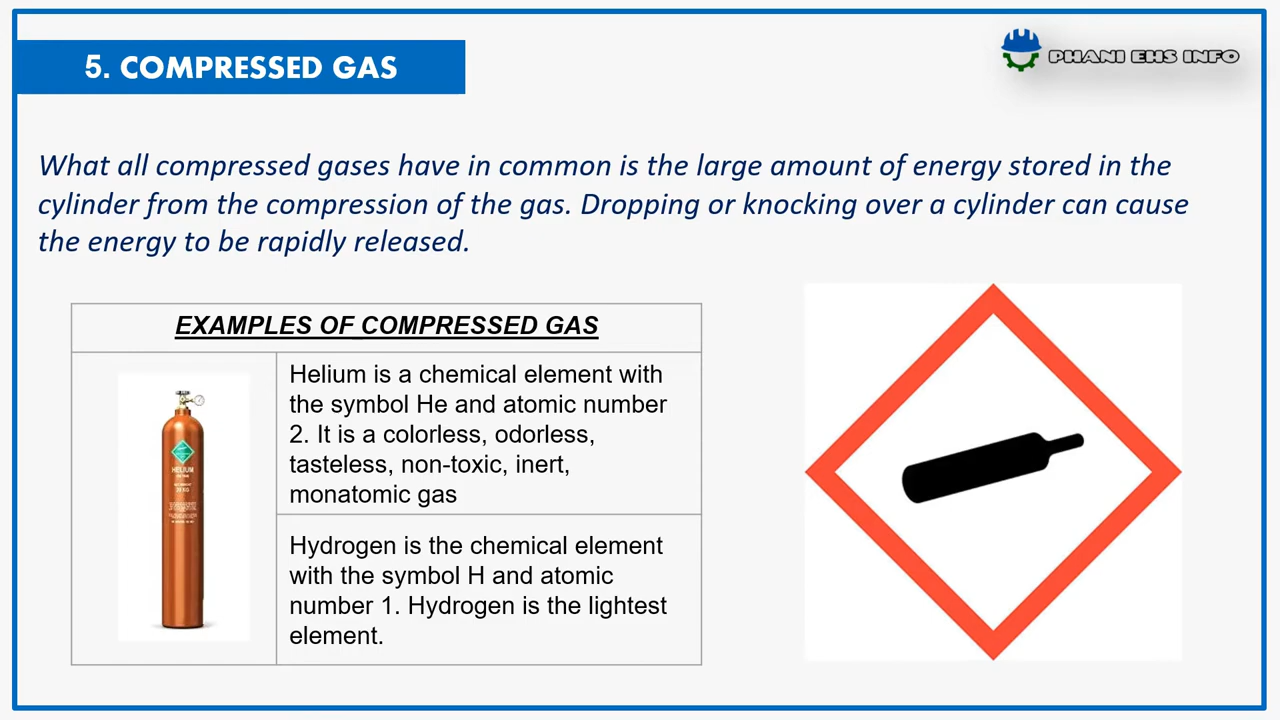 5. COMPRESSED GAS
PHANI EHS INFO
What all compressed gases have in common is the large amount of energy stored in the
cylinder from the compression of the gas. Dropping or knocking over a cylinder can cause
the energy to be rapidly released.
EXAMPLES OF COMPRESSED GAS
HELIUM
Helium is a chemical element with
the symbol He and atomic number
2. It is a colorless, odorless,
tasteless, non-toxic, inert,
monatomic gas
Hydrogen is the chemical element
with the symbol H and atomic
number 1. Hydrogen is the lightest
element.